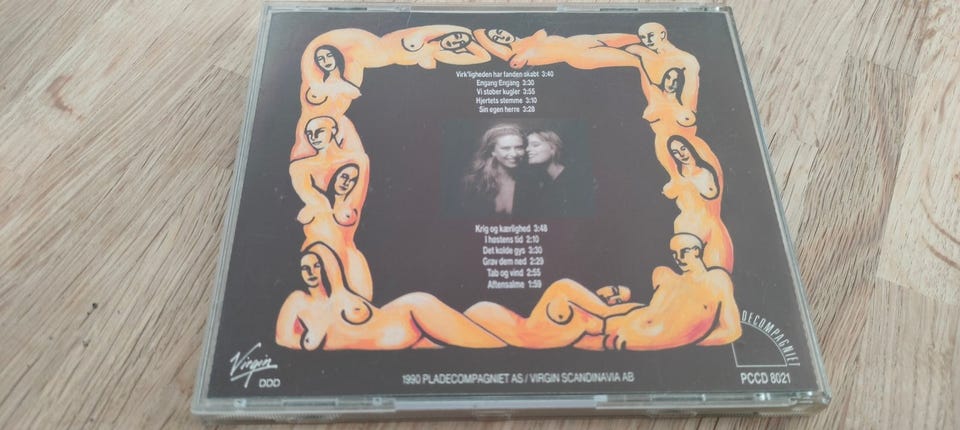 Virk'ligheden har fanden skabt 3:40
Engang Engang 3:30
Vi støber kugler 3:55
Hjertets stemme 3:10
Sin egen herre 3:28
Krig og kærlighed 3:48
I høstens tid 2:10
Det kolde gys 3:30
Grav dem ned 2:29
Tab og vind 2:55
Aftensalme 1:59
Virgin
DDD
1990 PLADECOMPAGNIET AS / VIRGIN SCANDINAVIA AB
DECOMPAGNIET
PCCD 8021